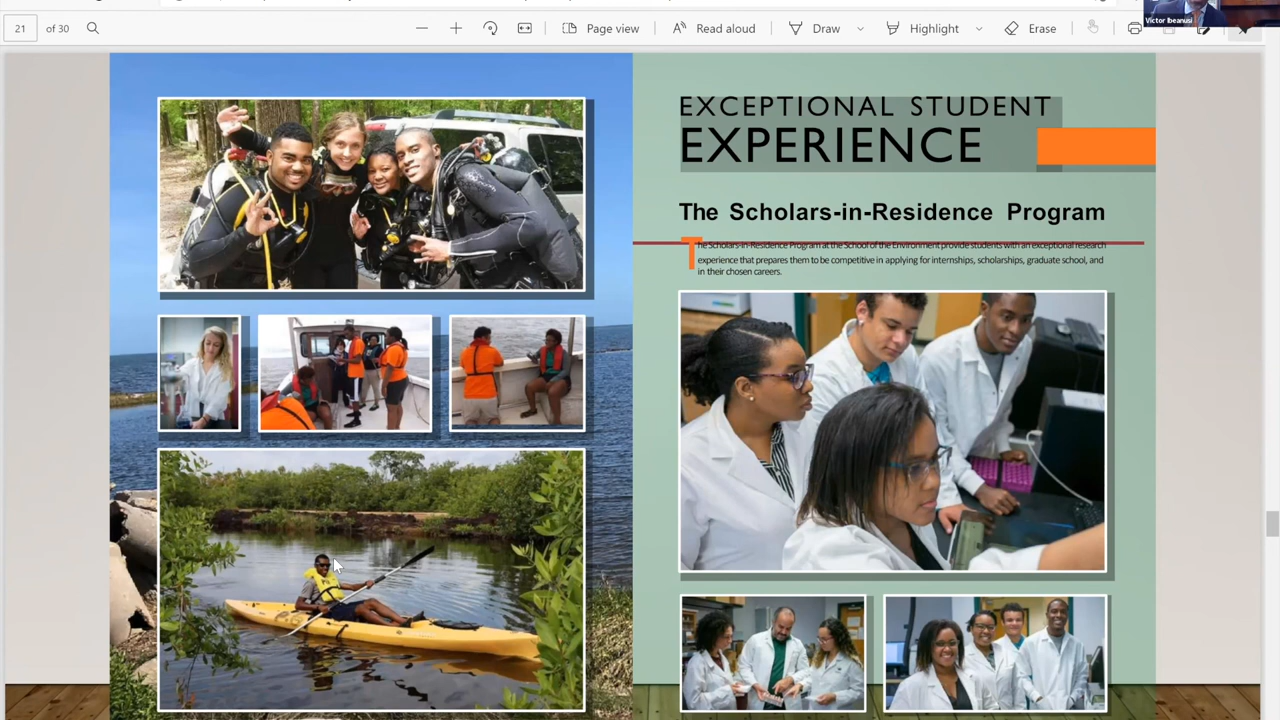 21 of 30 Page view Read aloud Draw Highlight Erase
Victor Ibeanusi
EXCEPTIONAL STUDENT
EXPERIENCE
The Scholars-in-Residence Program
The Scholars-in-Residence Program at the School of the Environment provide students with an exceptional research
experience that prepares them to be competitive in applying for internships, scholarships, graduate school, and
in their chosen careers.